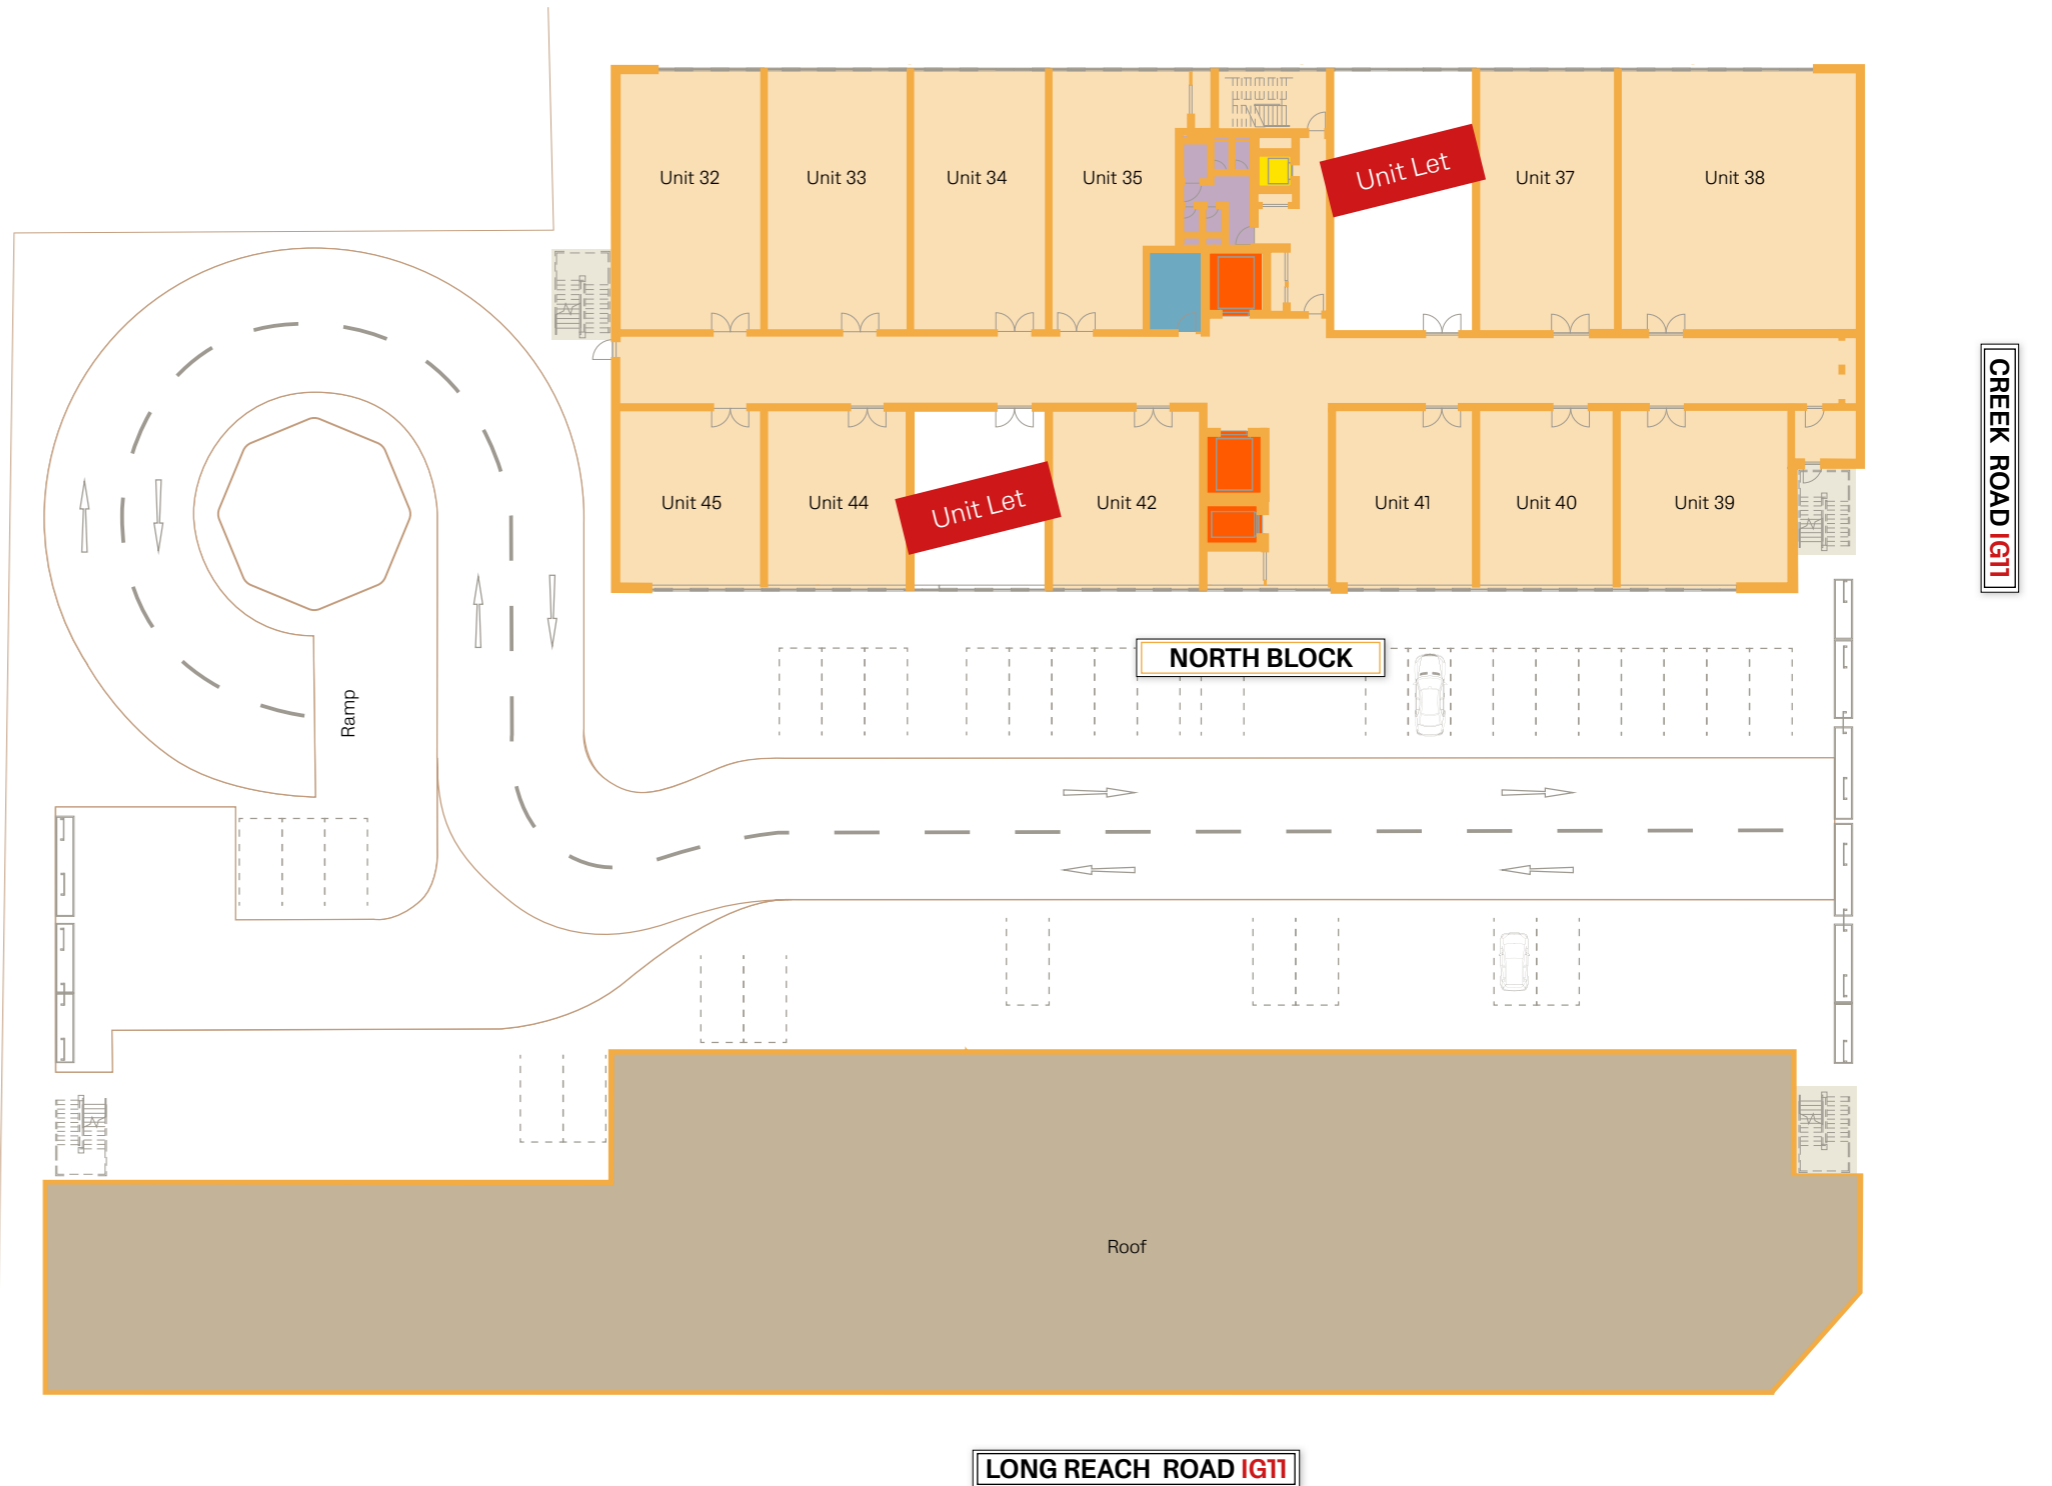 Unit 32
Unit 33
Unit 34
Unit 35
Unit Let
Unit 37
Unit 38
Unit 45
Unit 44
Unit Let
Unit 42
Unit 41
Unit 40
Unit 39
CREEK ROAD IG11
NORTH BLOCK
Ramp
Roof
LONG REACH ROAD IG11